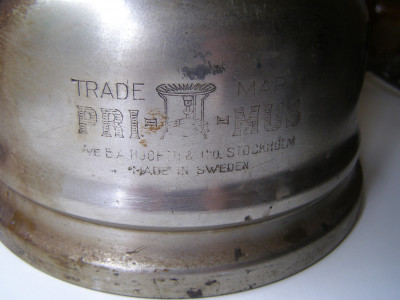 TRADE MARK
PRI-MUS
B.A. HJORTH & CO. STOCKHOLM
MADE IN SWEDEN